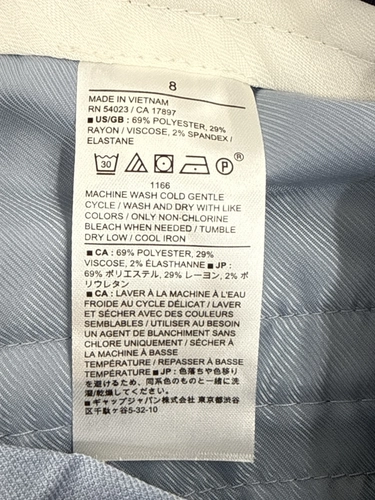 8
MADE IN VIETNAM
RN 54023 / CA 17897
■ US/GB : 69% POLYESTER, 29%
RAYON / VISCOSE, 2% SPANDEX /
ELASTANE
30 P ®
1166
MACHINE WASH COLD GENTLE
CYCLE / WASH AND DRY WITH LIKE
COLORS / ONLY NON-CHLORINE
BLEACH WHEN NEEDED / TUMBLE
DRY LOW / COOL IRON
■ CA : 69% POLYESTER, 29%
VISCOSE, 2% ÉLASTHANNE ■ JP :
69% ポリエステル, 29% レーヨン, 2% ポ
リウレタン
■ CA : LAVER À LA MACHINE À L'EAU
FROIDE AU CYCLE DÉLICAT / LAVER
ET SÉCHER AVEC DES COULEURS
SEMBLABLES / UTILISER AU BESOIN
UN AGENT DE BLANCHIMENT SANS
CHLORE UNIQUEMENT / SÉCHER À
LA MACHINE À BASSE
TEMPÉRATURE / REPASSER À BASSE
TEMPÉRATURE ■ JP : 色落ちや色移り
を避けるため、同系色のものと一緒に洗
濯/乾燥してください。
■ ギャップジャパン株式会社 東京都渋谷
区千駄ヶ谷5-32-10